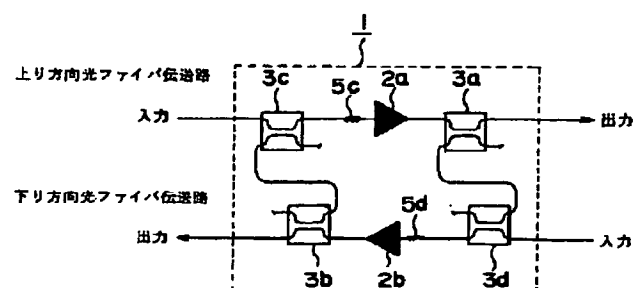 1
上り方向光ファイバ伝送路
3c
5c
2a
3a
入力
出力
下り方向光ファイバ伝送路
5d
出力
入力
3b
2b
3d